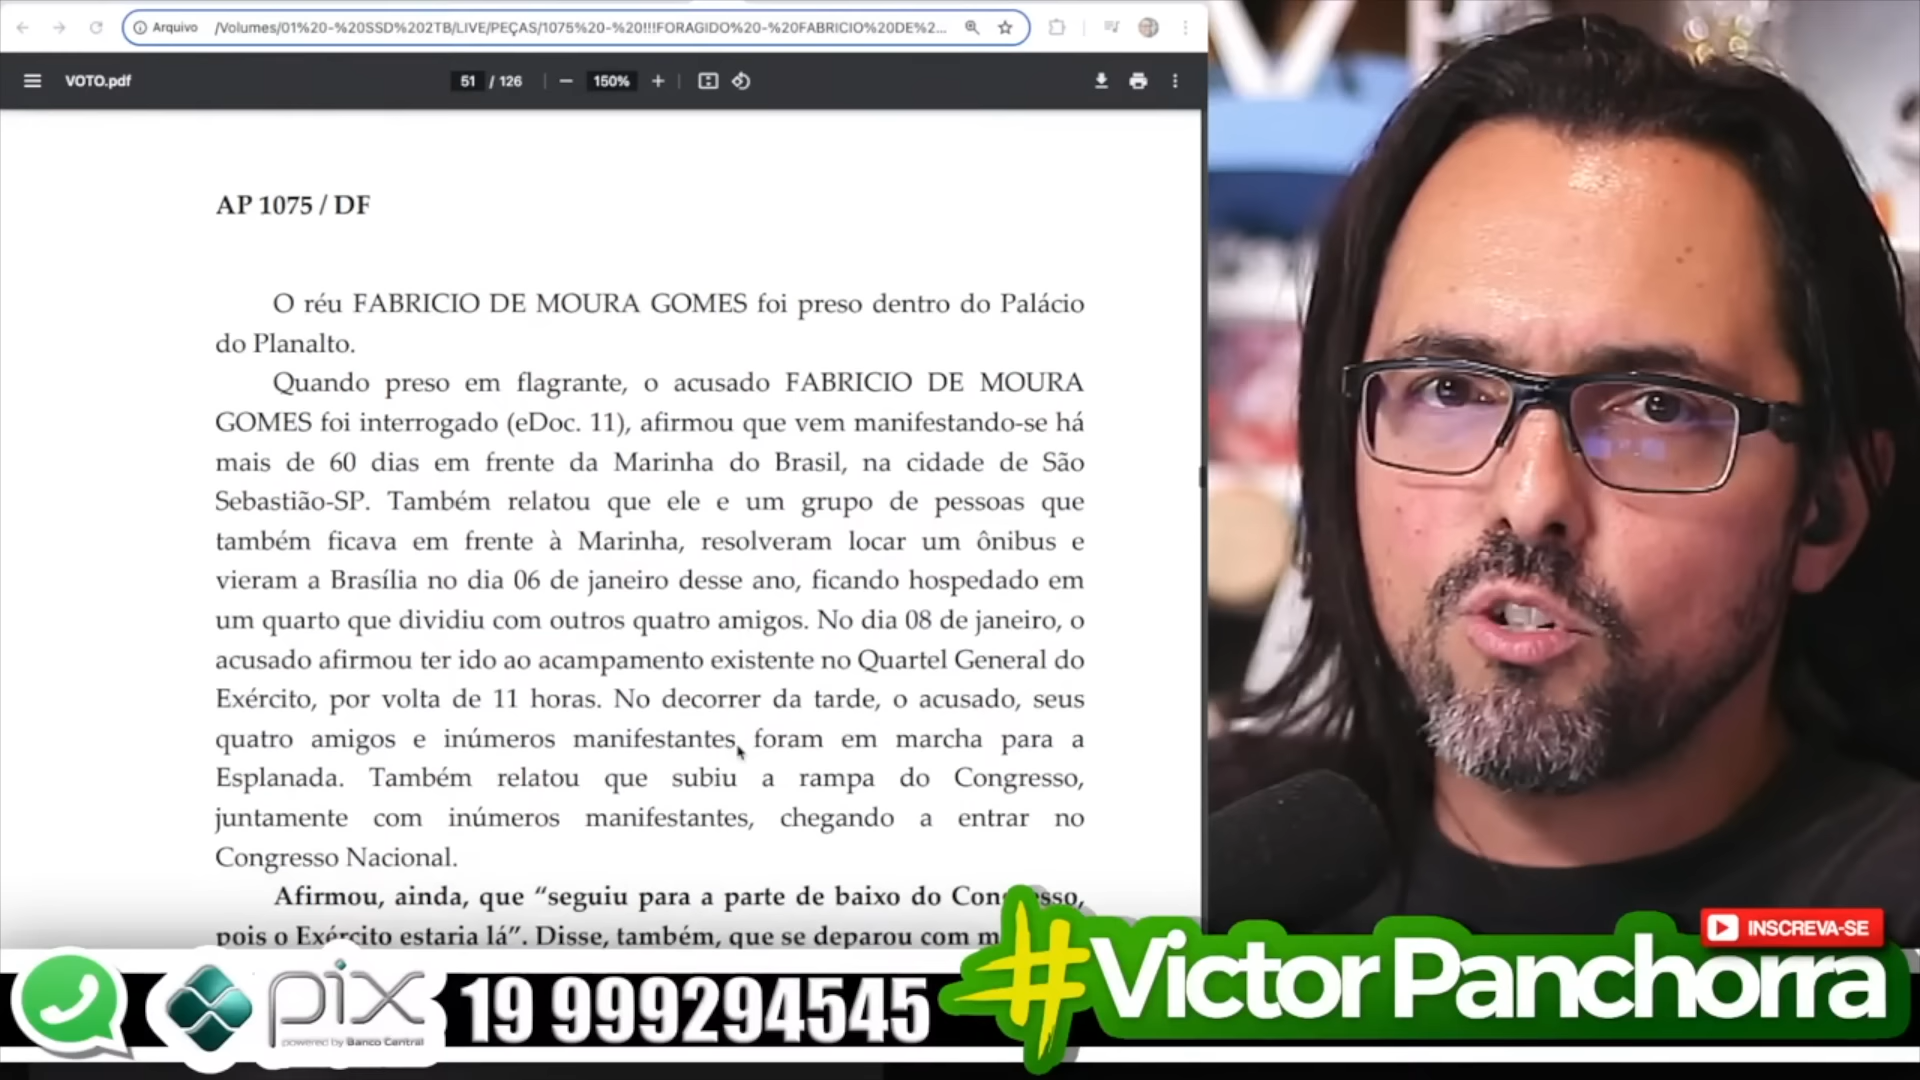 Arquivo /Volumes/01%20-%20SSD%202TB/LIVE/PEÇAS/1075%20-%20!!!FORAGIDO%20-%20FABRICIO%20DE%2...
VOTO.pdf 51 / 126 150%
AP 1075 / DF
O réu FABRICIO DE MOURA GOMES foi preso dentro do Palácio
do Planalto.
Quando preso em flagrante, o acusado FABRICIO DE MOURA
GOMES foi interrogado (eDoc. 11), afirmou que vem manifestando-se há
mais de 60 dias em frente da Marinha do Brasil, na cidade de São
Sebastião-SP. Também relatou que ele e um grupo de pessoas que
também ficava em frente à Marinha, resolveram locar um ônibus e
vieram a Brasília no dia 06 de janeiro desse ano, ficando hospedado em
um quarto que dividiu com outros quatro amigos. No dia 08 de janeiro, o
acusado afirmou ter ido ao acampamento existente no Quartel General do
Exército, por volta de 11 horas. No decorrer da tarde, o acusado, seus
quatro amigos e inúmeros manifestantes, foram em marcha para a
Esplanada. Também relatou que subiu a rampa do Congresso,
juntamente com inúmeros manifestantes, chegando a entrar no
Congresso Nacional.
Afirmou, ainda, que “seguiu para a parte de baixo do Congresso,
pois o Exército estaria lá”. Disse, também, que se deparou com
INSCREVA-SE
pix
powered by Banco Central
19 999294545
#Victor Panchorra